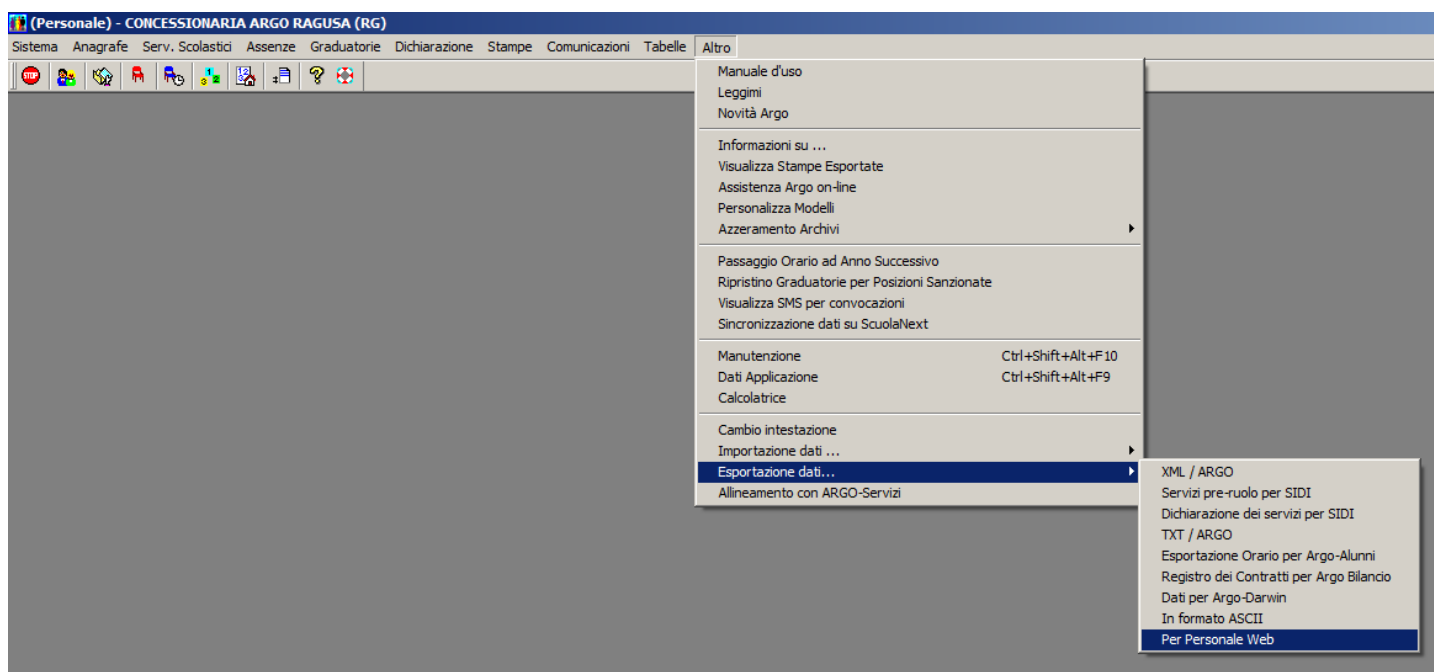 (Personale) - CONCESSIONARIA ARGO RAGUSA (RG)
Sistema Anagrafe Serv. Scolastici Assenze Graduatorie Dichiarazione Stampe Comunicazioni Tabelle Altro
STOP
Manuale d'uso
Leggimi
Novità Argo
Informazioni su ...
Visualizza Stampe Esportate
Assistenza Argo on-line
Personalizza Modelli
Azzeramento Archivi
Passaggio Orario ad Anno Successivo
Ripristino Graduatorie per Posizioni Sanzionate
Visualizza SMS per convocazioni
Sincronizzazione dati su ScuolaNext
Manutenzione Ctrl+Shift+Alt+F10
Dati Applicazione Ctrl+Shift+Alt+F9
Calcolatrice
Cambio intestazione
Importazione dati ...
Esportazione dati...
Allineamento con ARGO-Servizi
XML / ARGO
Servizi pre-ruolo per SIDI
Dichiarazione dei servizi per SIDI
TXT / ARGO
Esportazione Orario per Argo-Alunni
Registro dei Contratti per Argo Bilancio
Dati per Argo-Darwin
In formato ASCII
Per Personale Web